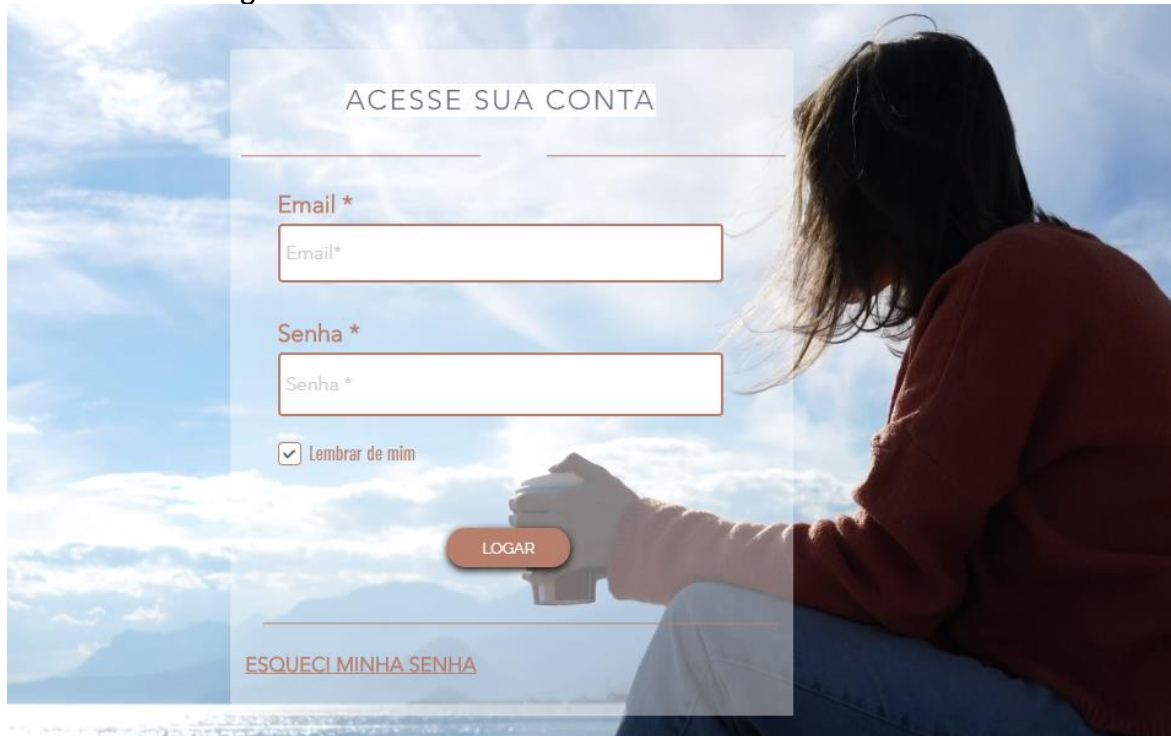 ACESSE SUA CONTA
Email *
Email*
Senha *
Senha *
Lembrar de mim
LOGAR
ESQUECI MINHA SENHA